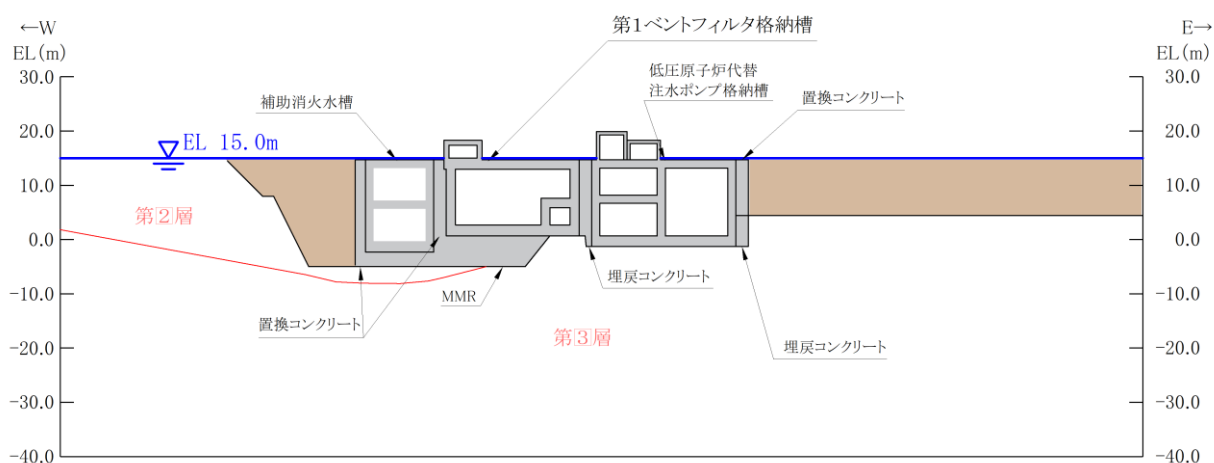 ←W
EL(m)
30.0
20.0
10.0
0.0
-10.0
-20.0
-30.0
-40.0
第1ベントフィルタ格納槽
低圧原子炉代替
注水ポンプ格納槽
置換コンクリート
補助消火水槽
EL 15.0m
第2層
埋戻コンクリート
MMR
置換コンクリート
第3層
埋戻コンクリート
E→
EL(m)
30.0
20.0
10.0
0.0
-10.0
-20.0
-30.0
-40.0